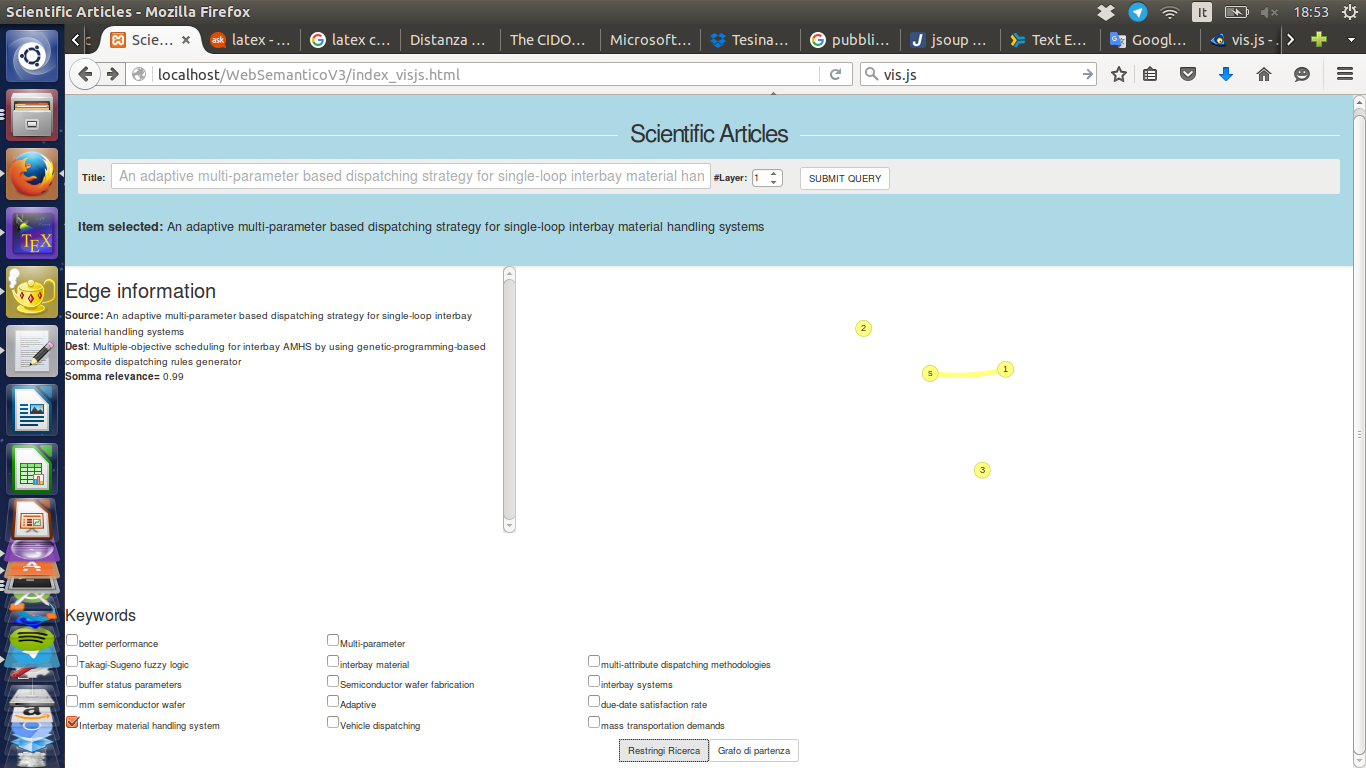 Scientific Articles - Mozilla Firefox
It
18:53
c
Scie...
ask
latex - ...
latex c...
Distanza ...
The CIDO...
Microsoft...
Tesina...
pubbli...
jsoup ...
Text E...
Googl...
vis.js - .
localhost/WebSemanticoV3/index_visjs.html
vis.js
Scientific Articles
Title: An adaptive multi-parameter based dispatching strategy for single-loop interbay material han #Layer: 1 SUBMIT QUERY
Item selected: An adaptive multi-parameter based dispatching strategy for single-loop interbay material handling systems
Edge information
Source: An adaptive multi-parameter based dispatching strategy for single-loop interbay
material handling systems
Dest: Multiple-objective scheduling for interbay AMHS by using genetic-programming-based
composite dispatching rules generator
Somma relevance= 0.99
2
s
1
3
Keywords
better performance Multi-parameter
Takagi-Sugeno fuzzy logic interbay material multi-attribute dispatching methodologies
buffer status parameters Semiconductor wafer fabrication interbay systems
mm semiconductor wafer Adaptive due-date satisfaction rate
Interbay material handling system Vehicle dispatching mass transportation demands
Restringi Ricerca Grafo di partenza
TEX